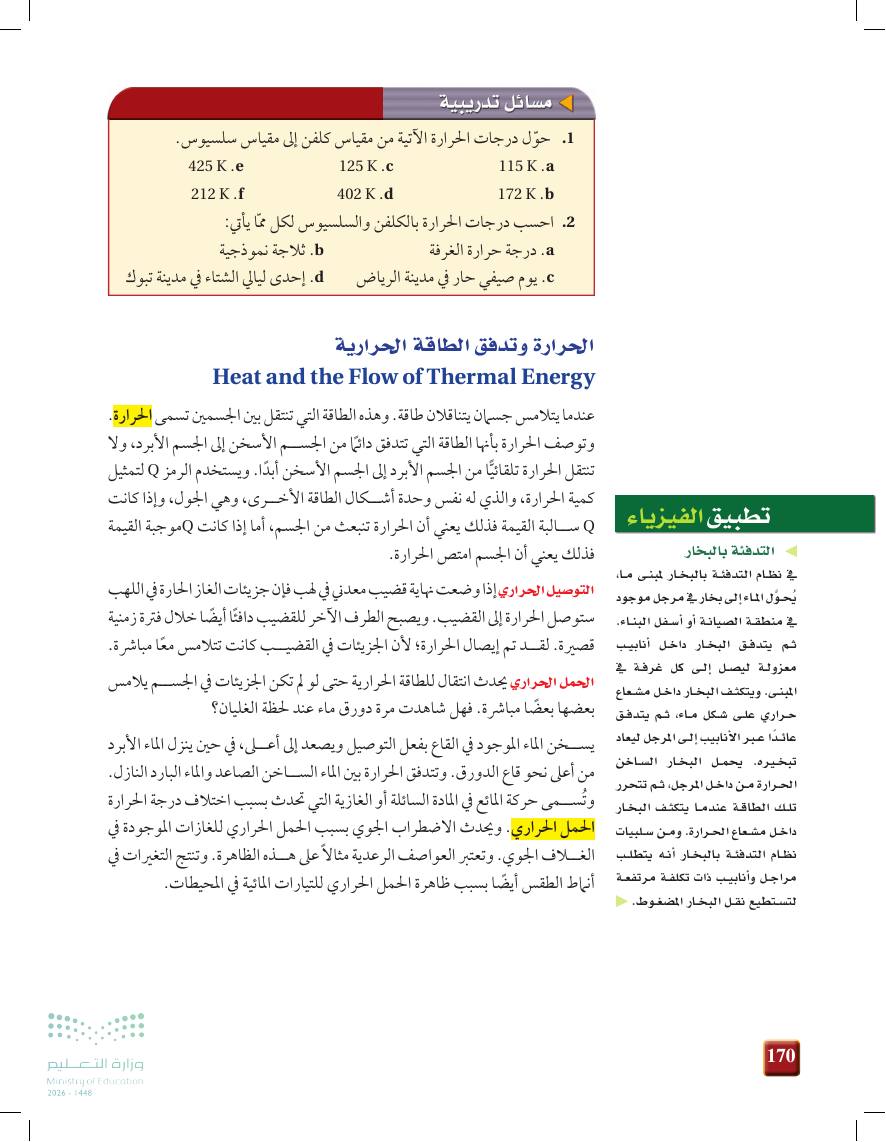 مسائل تدريبية
1. حوّل درجات الحرارة الآتية من مقياس كلفن إلى مقياس سلسيوس.
115 K .a 125 K .c 425 K .e
172 K .b 402 K .d 212 K .f
2. احسب درجات الحرارة بالكلفن والسلسيوس لكل ممّا يأتي:
a. درجة حرارة الغرفة b. ثلاجة نموذجية
c. يوم صيفي حار في مدينة الرياض d. إحدى ليالي الشتاء في مدينة تبوك
الحرارة وتدفق الطاقة الحرارية
Heat and the Flow of Thermal Energy
عندما يتلامس جسمان يتناقلان طاقة. وهذه الطاقة التي تنتقل بين الجسمين تسمى الحرارة.
وتوصف الحرارة بأنها الطاقة التي تتدفق دائمًا من الجسم الأسخن إلى الجسم الأبرد، ولا
تنتقل الحرارة تلقائيًّا من الجسم الأبرد إلى الجسم الأسخن أبدًا. ويستخدم الرمز Q لتمثيل
كمية الحرارة، والذي له نفس وحدة أشكال الطاقة الأخرى، وهي الجول، وإذا كانت
Q سالبة القيمة فذلك يعني أن الحرارة تنبعث من الجسم، أما إذا كانت Qموجبة القيمة
فذلك يعني أن الجسم امتص الحرارة.
التوصيل الحراري إذا وضعت نهاية قضيب معدني في لهب فإن جزيئات الغاز الحارة في اللهب
ستوصل الحرارة إلى القضيب. ويصبح الطرف الآخر للقضيب دافئًا أيضًا خلال فترة زمنية
قصيرة. لقد تم إيصال الحرارة؛ لأن الجزيئات في القضيب كانت تتلامس معًا مباشرة.
الحمل الحراري يحدث انتقال للطاقة الحرارية حتى لو لم تكن الجزيئات في الجسم يلامس
بعضها بعضًا مباشرة. فهل شاهدت مرة دورق ماء عند لحظة الغليان؟
يسخن الماء الموجود في القاع بفعل التوصيل ويصعد إلى أعلى، في حين ينزل الماء الأبرد
من أعلى نحو قاع الدورق. وتتدفق الحرارة بين الماء الساخن الصاعد والماء البارد النازل.
وتُسمى حركة المائع في المادة السائلة أو الغازية التي تحدث بسبب اختلاف درجة الحرارة
الحمل الحراري. ويحدث الاضطراب الجوي بسبب الحمل الحراري للغازات الموجودة في
الغلاف الجوي. وتعتبر العواصف الرعدية مثالاً على هذه الظاهرة. وتنتج التغيرات في
أنماط الطقس أيضًا بسبب ظاهرة الحمل الحراري للتيارات المائية في المحيطات.
تطبيق الفيزياء
التدفئة بالبخار
في نظام التدفئة بالبخار لمبنى ما،
يُحوَّل الماء إلى بخار في مرجل موجود
في منطقة الصيانة أو أسفل البناء.
ثم يتدفق البخار داخل أنابيب
معزولة ليصل إلى كل غرفة في
المبنى. ويتكثف البخار داخل مشعاع
حراري على شكل ماء، ثم يتدفق
عائدًا عبر الأنابيب إلى المرجل ليعاد
تبخيره. يحمل البخار الساخن
الحرارة من داخل المرجل، ثم تتحرر
تلك الطاقة عندما يتكثف البخار
داخل مشعاع الحرارة. ومن سلبيات
نظام التدفئة بالبخار أنه يتطلب
مراجل وأنابيب ذات تكلفة مرتفعة
لتستطيع نقل البخار المضغوط.
وزارة التعليم
Ministry of Education
2026 - 1448
170